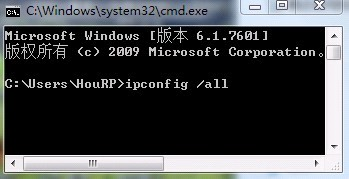 C:\Windows\system32\cmd.exe
Microsoft Windows [版本 6.1.7601]
版权所有 (c) 2009 Microsoft Corporation。
C:\Users\HouRP>ipconfig /all